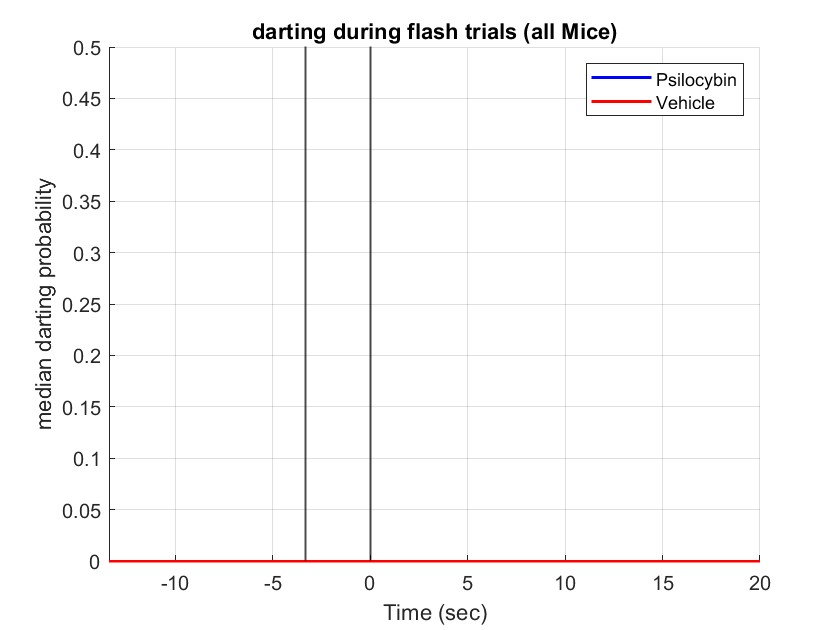 darting during flash trials (all Mice)
0.5
0.45
0.4
0.35
0.3
0.25
0.2
0.15
0.1
0.05
0
median darting probability
Psilocybin
Vehicle
-10 -5 0 5 10 15 20
Time (sec)